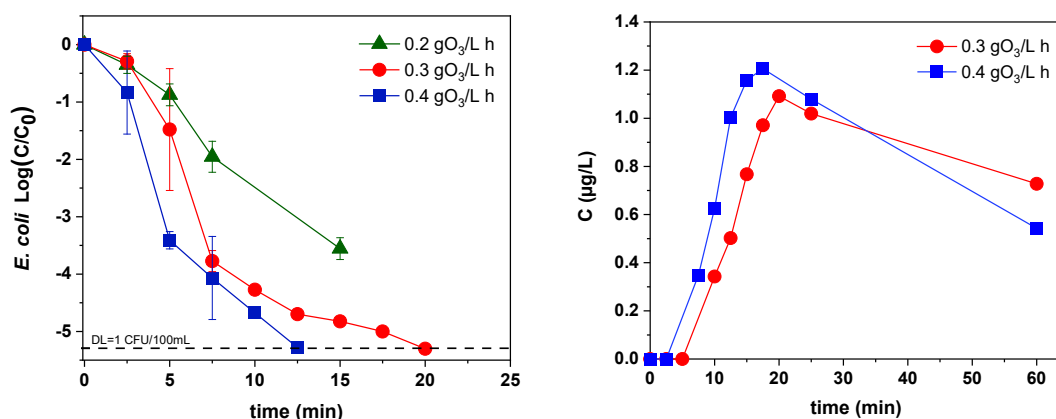 E. coli Log(C/C0)
0
-1
-2
-3
-4
-5
0.2 gO3/L h
0.3 gO3/L h
0.4 gO3/L h
DL=1 CFU/100mL
0 5 10 15 20 25
time (min)
C (µg/L)
1.4
1.2
1.0
0.8
0.6
0.4
0.2
0.0
0.3 gO3/L h
0.4 gO3/L h
0 10 20 30 40 50 60
time (min)